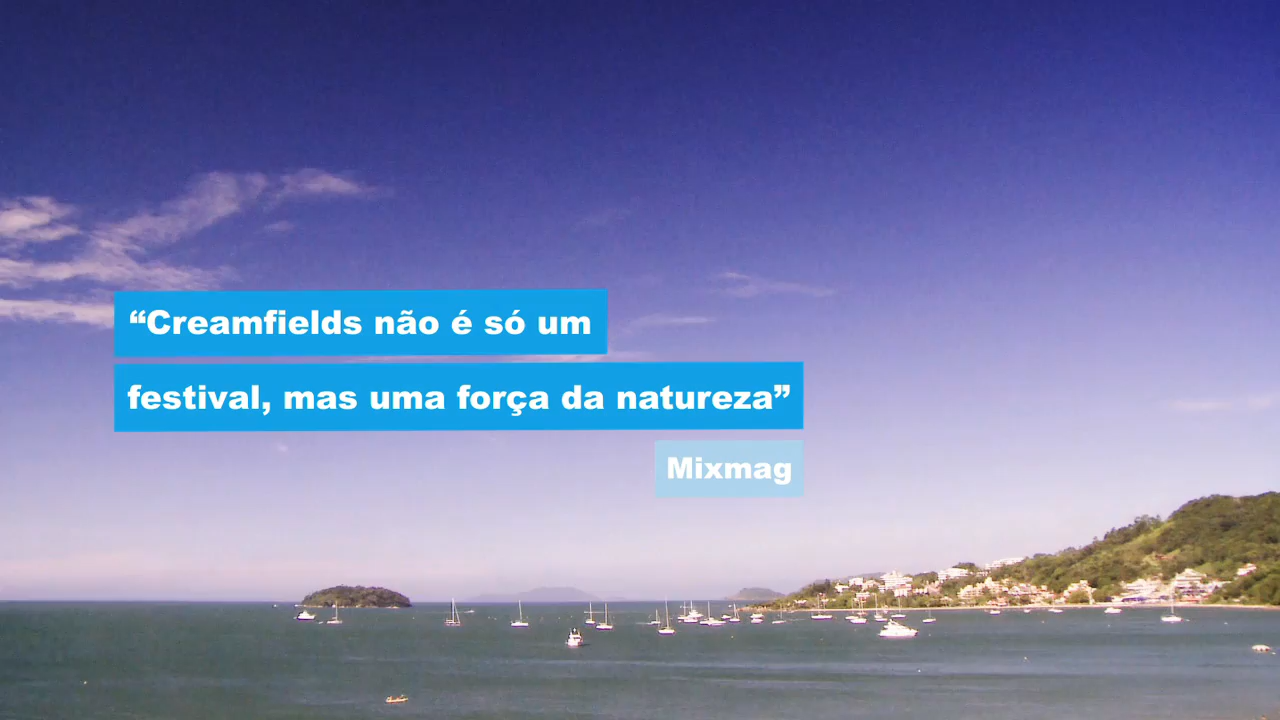 “Creamfields não é só um
festival, mas uma força da natureza”
Mixmag